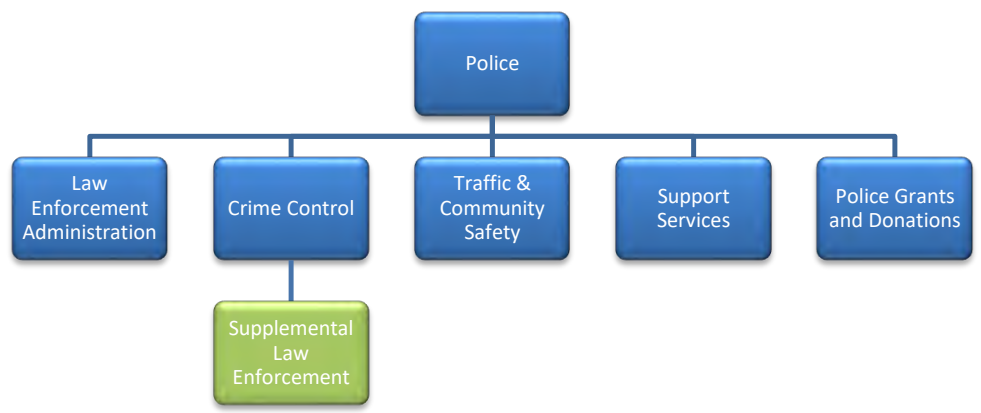 Police
Law
Enforcement
Administration
Crime Control
Traffic &
Community
Safety
Support
Services
Police Grants
and Donations
Supplemental
Law
Enforcement